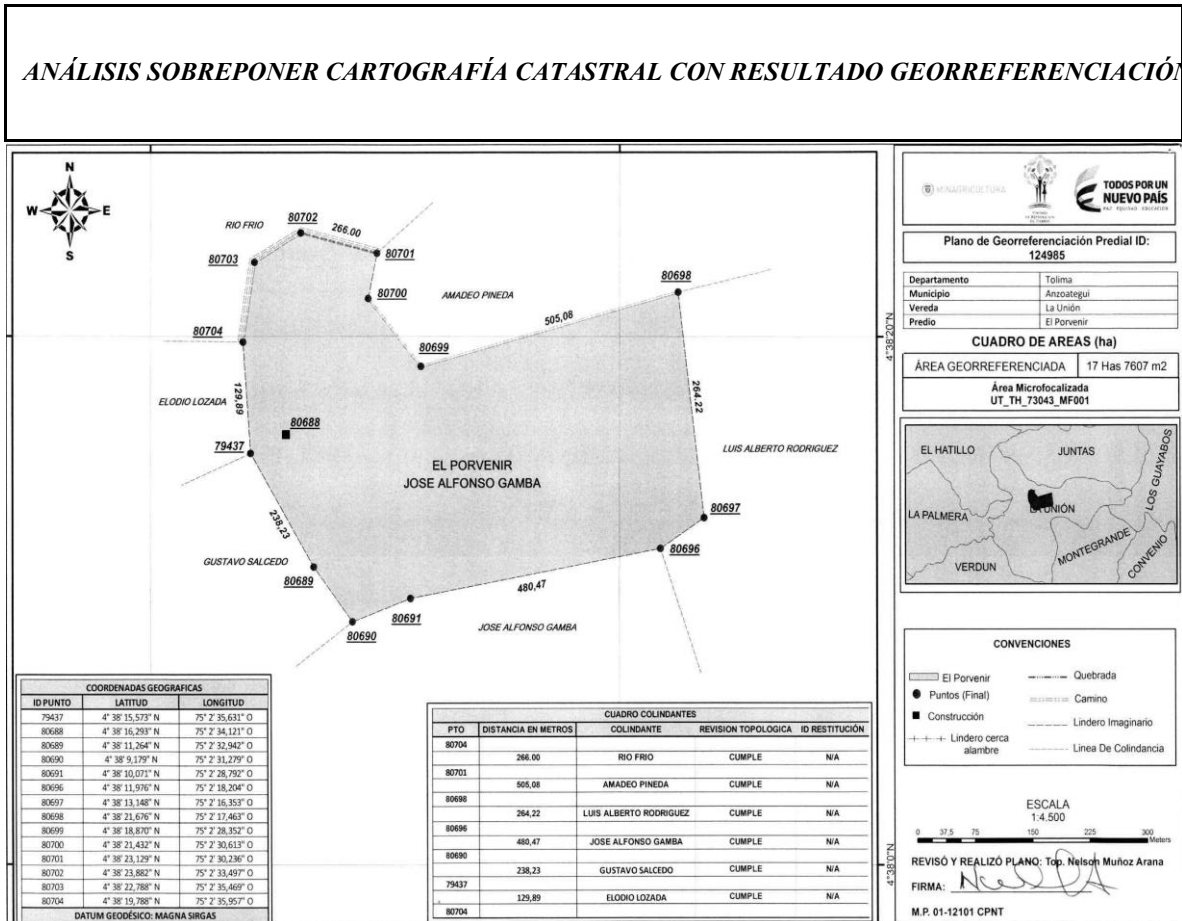 ANÁLISIS SOBREPONER CARTOGRAFÍA CATASTRAL CON RESULTADO GEORREFERENCIACIÓN
N
W E
S
RIO FRIO
80702
266.00
80701
80703
80700
AMADEO PINEDA
80698
505,08
80704
80699
4°38'20"N
129,89
ELODIO LOZADA
80688
264.22
79437
LUIS ALBERTO RODRIGUEZ
EL PORVENIR
JOSE ALFONSO GAMBA
238,23
80697
80696
GUSTAVO SALCEDO
80689
480,47
80691
80690
JOSE ALFONSO GAMBA
4°38'0"N
COORDENADAS GEOGRAFICAS
ID PUNTO LATITUD LONGITUD
79437 4° 38' 15,573" N 75° 2' 35,631" O
80688 4° 38' 16,293" N 75° 2' 34,121" O
80689 4° 38' 11,264" N 75° 2' 32,942" O
80690 4° 38' 9,179" N 75° 2' 31,279" O
80691 4° 38' 10,071" N 75° 2' 28,792" O
80696 4° 38' 11,976" N 75° 2' 18,204" O
80697 4° 38' 13,148" N 75° 2' 16,353" O
80698 4° 38' 21,676" N 75° 2' 17,463" O
80699 4° 38' 18,870" N 75° 2' 28,352" O
80700 4° 38' 21,432" N 75° 2' 30,613" O
80701 4° 38' 23,129" N 75° 2' 30,236" O
80702 4° 38' 23,882" N 75° 2' 33,497" O
80703 4° 38' 22,788" N 75° 2' 35,469" O
80704 4° 38' 19,788" N 75° 2' 35,957" O
DATUM GEODÉSICO: MAGNA SIRGAS
CUADRO COLINDANTES
PTO DISTANCIA EN METROS COLINDANTE REVISION TOPOLOGICA ID RESTITUCIÓN
80704
266.00 RIO FRIO CUMPLE N/A
80701
505,08 AMADEO PINEDA CUMPLE N/A
80698
264,22 LUIS ALBERTO RODRIGUEZ CUMPLE N/A
80696
480,47 JOSE ALFONSO GAMBA CUMPLE N/A
80690
238,23 GUSTAVO SALCEDO CUMPLE N/A
79437
129,89 ELODIO LOZADA CUMPLE N/A
80704
MINAGRICULTURA
TODOS POR UN
NUEVO PAÍS
PAZ EQUIDAD EDUCACIÓN
Plano de Georreferenciación Predial ID:
124985
Departamento Tolima
Municipio Anzoategui
Vereda La Unión
Predio El Porvenir
CUADRO DE AREAS (ha)
ÁREA GEORREFERENCIADA 17 Has 7607 m2
Área Microfocalizada
UT_TH_73043_MF001
EL HATILLO
JUNTAS
LOS GUAYABOS
LA PALMERA
LA UNIÓN
MONTEGRANDE
CONVENIO
VERDUN
CONVENCIONES
El Porvenir
Puntos (Final)
Construcción
Lindero cerca
alambre
Quebrada
Camino
Lindero Imaginario
Linea De Colindancia
ESCALA
1:4.500
0 37,5 75 150 225 300
Meters
REVISÓ Y REALIZÓ PLANO: Top. Nelson Muñoz Arana
FIRMA:
M.P. 01-12101 CPNT